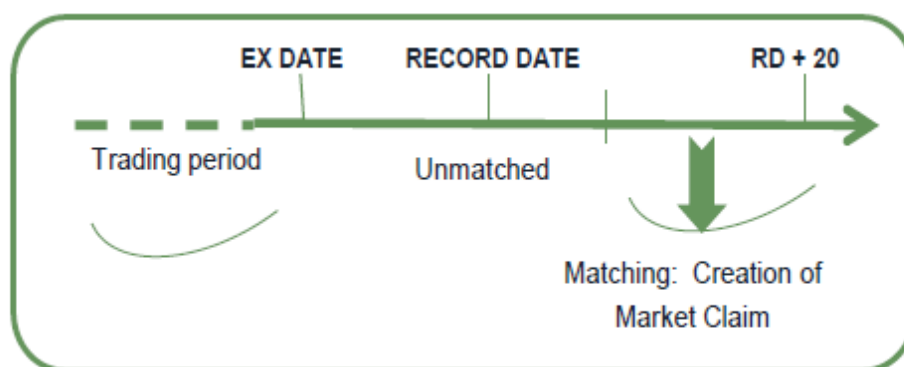 EX DATE RECORD DATE RD + 20
Trading period
Unmatched
Matching: Creation of
Market Claim